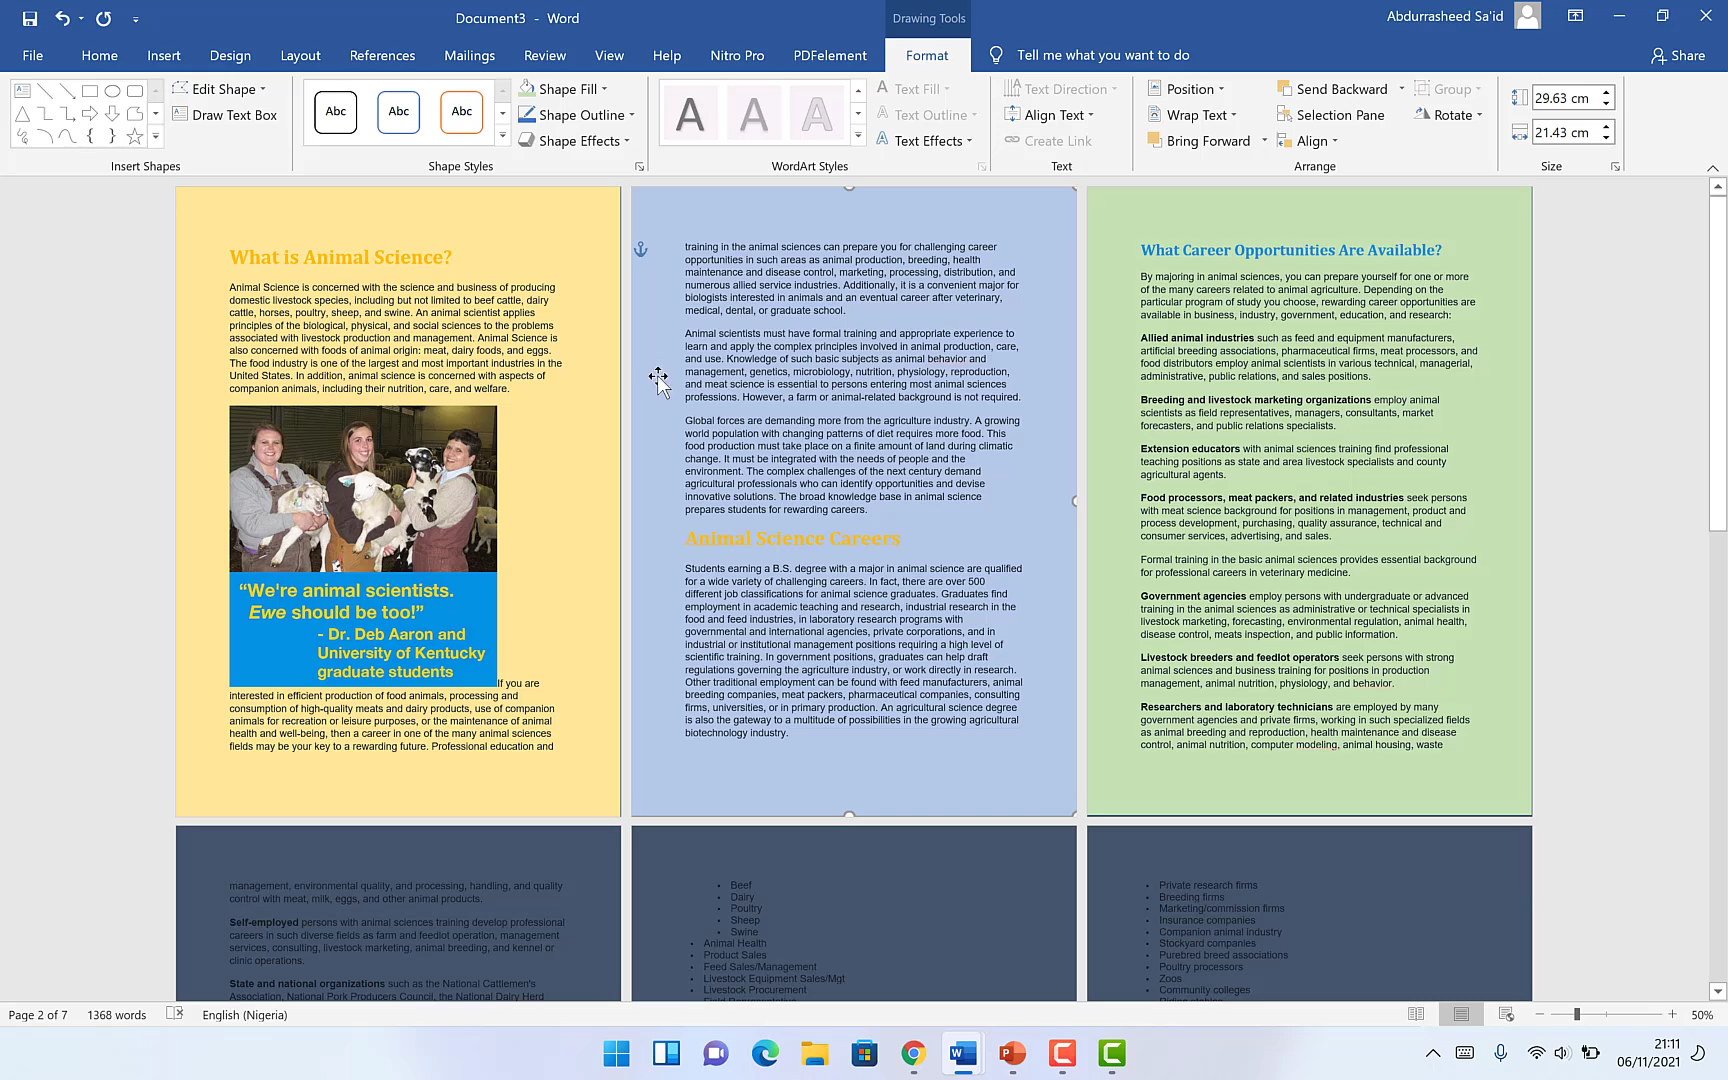 Document3 - Word
Drawing Tools
Abdurrasheed Sa'id
File Home Insert Design Layout References Mailings Review View Help Nitro Pro PDFelement Format Tell me what you want to do Share
Edit Shape
Draw Text Box
Insert Shapes
Abc Abc Abc
Shape Fill
Shape Outline
Shape Effects
Shape Styles
A A A
Text Fill
Text Outline
Text Effects
WordArt Styles
Text Direction
Align Text
Create Link
Text
Position
Wrap Text
Bring Forward
Send Backward
Selection Pane
Align
Group
Rotate
Arrange
29.63 cm
21.43 cm
Size
What is Animal Science?
Animal Science is concerned with the science and business of producing
domestic livestock species, including but not limited to beef cattle, dairy
cattle, horses, poultry, sheep, and swine. An animal scientist applies
principles of the biological, physical, and social sciences to the problems
associated with livestock production and management. Animal Science is
also concerned with foods of animal origin: meat, dairy foods, and eggs.
The food industry is one of the largest and most important industries in the
United States. In addition, animal science is concerned with aspects of
companion animals, including their nutrition, care, and welfare.
“We're animal scientists.
Ewe should be too!”
- Dr. Deb Aaron and
University of Kentucky
graduate students
If you are
interested in efficient production of food animals, processing and
consumption of high-quality meats and dairy products, use of companion
animals for recreation or leisure purposes, or the maintenance of animal
health and well-being, then a career in one of the many animal sciences
fields may be your key to a rewarding future. Professional education and
training in the animal sciences can prepare you for challenging career
opportunities in such areas as animal production, breeding, health
maintenance and disease control, marketing, processing, distribution, and
numerous allied service industries. Additionally, it is a convenient major for
biologists interested in animals and an eventual career after veterinary,
medical, dental, or graduate school.
Animal scientists must have formal training and appropriate experience to
learn and apply the complex principles involved in animal production, care,
and use. Knowledge of such basic subjects as animal behavior and
management, genetics, microbiology, nutrition, physiology, reproduction,
and meat science is essential to persons entering most animal sciences
professions. However, a farm or animal-related background is not required.
Global forces are demanding more from the agriculture industry. A growing
world population with changing patterns of diet requires more food. This
food production must take place on a finite amount of land during climatic
change. It must be integrated with the needs of people and the
environment. The complex challenges of the next century demand
agricultural professionals who can identify opportunities and devise
innovative solutions. The broad knowledge base in animal science
prepares students for rewarding careers.
Animal Science Careers
Students earning a B.S. degree with a major in animal science are qualified
for a wide variety of challenging careers. In fact, there are over 500
different job classifications for animal science graduates. Graduates find
employment in academic teaching and research, industrial research in the
food and feed industries, in laboratory research programs with
governmental and international agencies, private corporations, and in
industrial or institutional management positions requiring a high level of
scientific training. In government positions, graduates can help draft
regulations governing the agriculture industry, or work directly in research.
Other traditional employment can be found with feed manufacturers, animal
breeding companies, meat packers, pharmaceutical companies, consulting
firms, universities, or in primary production. An agricultural science degree
is also the gateway to a multitude of possibilities in the growing agricultural
biotechnology industry.
What Career Opportunities Are Available?
By majoring in animal sciences, you can prepare yourself for one or more
of the many careers related to animal agriculture. Depending on the
particular program of study you choose, rewarding career opportunities are
available in business, industry, government, education, and research:
Allied animal industries such as feed and equipment manufacturers,
artificial breeding associations, pharmaceutical firms, meat processors, and
food distributors employ animal scientists in various technical, managerial,
administrative, public relations, and sales positions.
Breeding and livestock marketing organizations employ animal
scientists as field representatives, managers, consultants, market
forecasters, and public relations specialists.
Extension educators with animal sciences training find professional
teaching positions as state and area livestock specialists and county
agricultural agents.
Food processors, meat packers, and related industries seek persons
with meat science background for positions in management, product and
process development, purchasing, quality assurance, technical and
consumer services, advertising, and sales.
Formal training in the basic animal sciences provides essential background
for professional careers in veterinary medicine.
Government agencies employ persons with undergraduate or advanced
training in the animal sciences as administrative or technical specialists in
livestock marketing, forecasting, environmental regulation, animal health,
disease control, meats inspection, and public information.
Livestock breeders and feedlot operators seek persons with strong
animal sciences and business training for positions in production
management, animal nutrition, physiology, and behavior.
Researchers and laboratory technicians are employed by many
government agencies and private firms, working in such specialized fields
as animal breeding and reproduction, health maintenance and disease
control, animal nutrition, computer modeling, animal housing, waste
management, environmental quality, and processing, handling, and quality
control with meat, milk, eggs, and other animal products.
Self-employed persons with animal sciences training develop professional
careers in such diverse fields as farm and feedlot operation, management
services, consulting, livestock marketing, animal breeding, and kennel or
clinic operations.
State and national organizations such as the National Cattlemen's
Association, National Pork Producers Council, the National Dairy Herd
• Beef
• Dairy
• Poultry
• Sheep
• Swine
• Animal Health
• Product Sales
• Feed Sales/Management
• Livestock Equipment Sales/Mgt
• Livestock Procurement
• Field Representative
• Private research firms
• Breeding firms
• Marketing/commission firms
• Insurance companies
• Companion animal industry
• Stockyard companies
• Purebred breed associations
• Poultry processors
• Zoos
• Community colleges
Page 2 of 7 1368 words English (Nigeria) 50%
21:11
06/11/2021